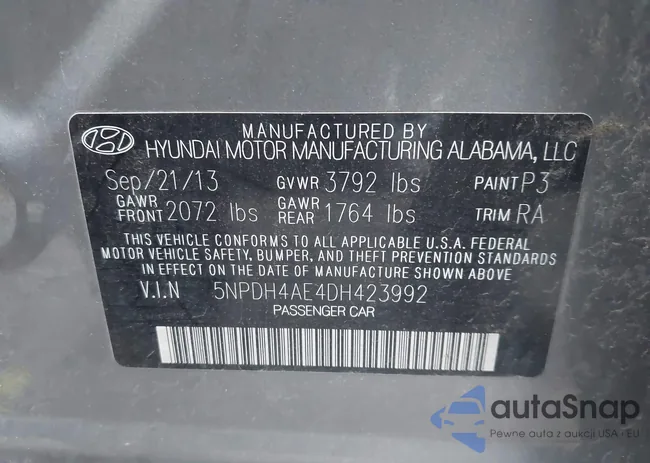 MANUFACTURED BY
HYUNDAI MOTOR MANUFACTURING ALABAMA, LLC
Sep/21/13 GVWR 3792 lbs PAINT P3
GAWR FRONT 2072 lbs GAWR REAR 1764 lbs TRIM RA
THIS VEHICLE CONFORMS TO ALL APPLICABLE U.S.A. FEDERAL
MOTOR VEHICLE SAFETY, BUMPER, AND THEFT PREVENTION STANDARDS
IN EFFECT ON THE DATE OF MANUFACTURE SHOWN ABOVE
V.I.N 5NPDH4AE4DH423992
PASSENGER CAR
autaSnap
Pewne auta z aukcji USA i EU